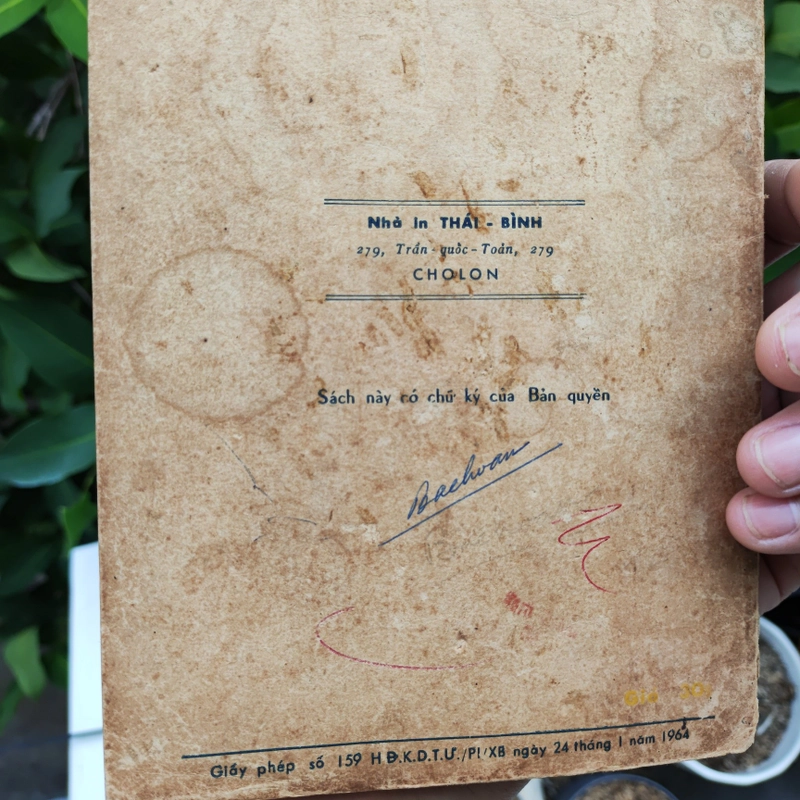 Nhà in THÁI - BÌNH
279, Trần - quốc - Toản, 279
CHOLON
Sách này có chữ ký của Bản quyền
Giấy phép số 159 HĐ.K.D.T.Ư./PI/XB ngày 24 tháng 1 năm 1964